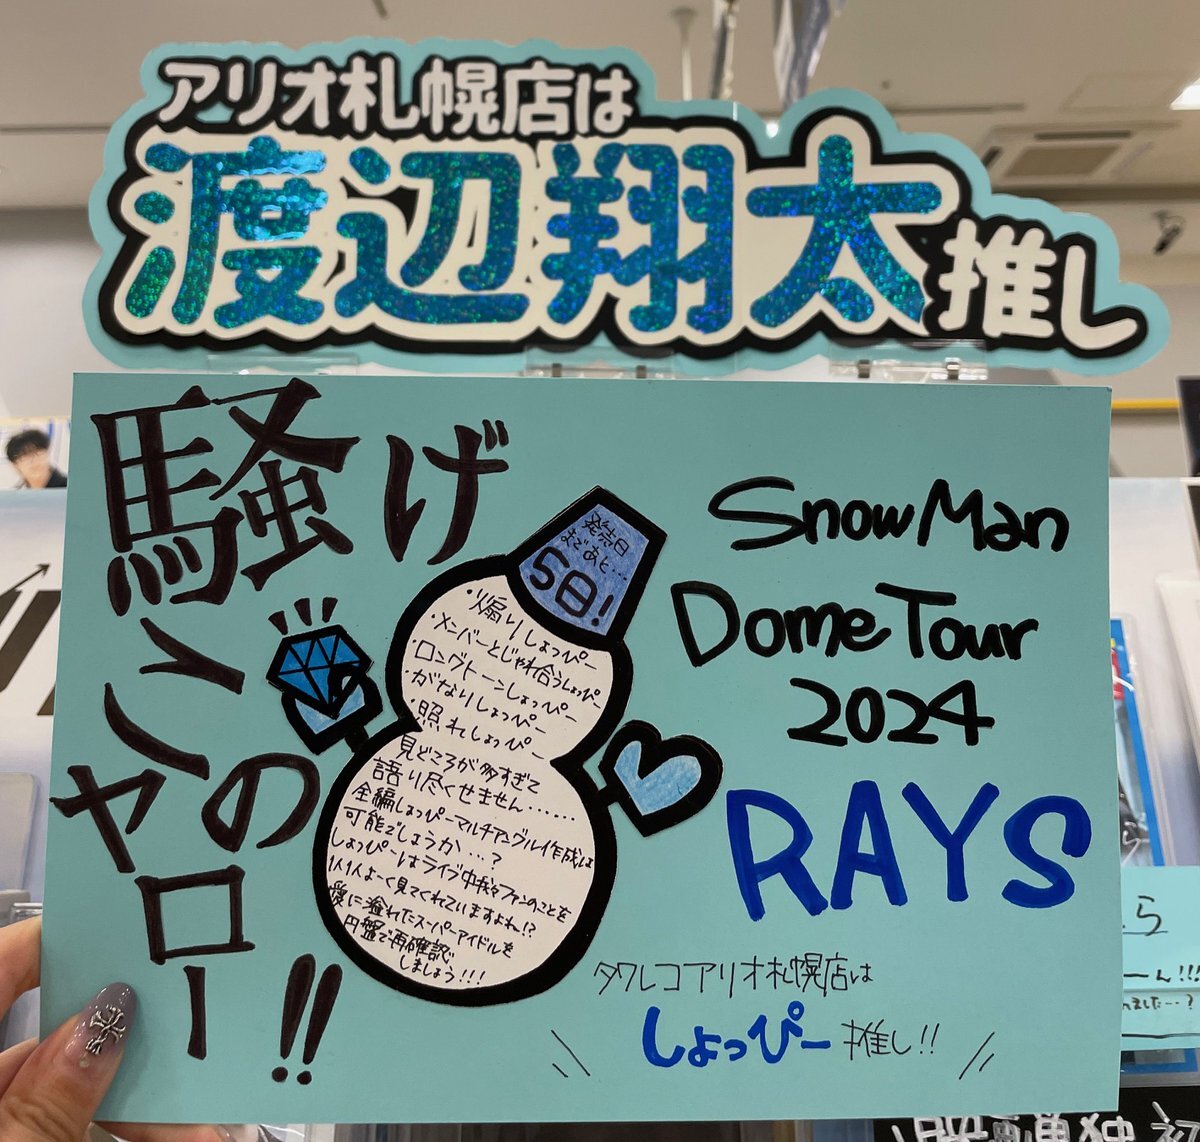 アリオ札幌店は
渡辺翔太推し
騒げ
コノ
ヤロー!!
発売日
まであと…
5日!
・煽りしょっぴー
・メンバーとじゃれ合うしょっぴー
・ロングトーンしょっぴー
・がなりしょっぴー
・照れしょっぴー
見どころが多すぎて
語り尽くせません……
全編しょっぴーマルチアングル作成は
可能でしょうか…?
しょっぴーはライブ中我々ファンのことを
1人1人よーく見てくれていますよね!?
愛に溢れたスーパーアイドルを
円盤で再確認
しましょう!!!
Snow Man
Dome Tour
2024
RAYS
タワレコアリオ札幌店は
しょっぴー推し!!
ら
ーん!!!
れました…?